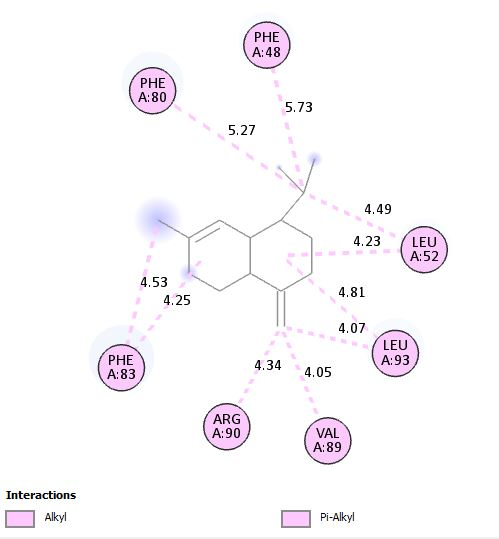 PHE
A:48
PHE
A:80
5.73
5.27
4.49
LEU
A:52
4.23
4.53
4.25
4.81
4.07
LEU
A:93
PHE
A:83
4.34
4.05
ARG
A:90
VAL
A:89
Interactions
Alkyl
Pi-Alkyl